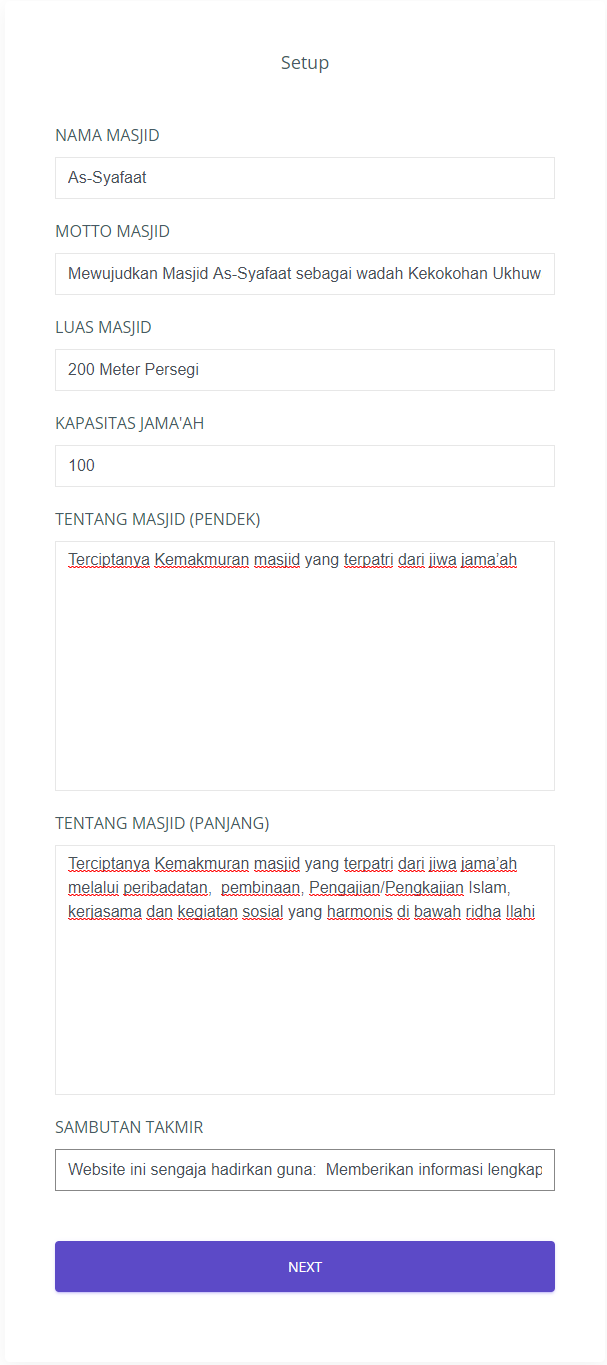 Setup
NAMA MASJID
As-Syafaat
MOTTO MASJID
Mewujudkan Masjid As-Syafaat sebagai wadah Kekokohan Ukhuw
LUAS MASJID
200 Meter Persegi
KAPASITAS JAMA'AH
100
TENTANG MASJID (PENDEK)
Terciptanya Kemakmuran masjid yang terpatri dari jiwa jama’ah
TENTANG MASJID (PANJANG)
Terciptanya Kemakmuran masjid yang terpatri dari jiwa jama’ah
melalui peribadatan,  pembinaan, Pengajian/Pengkajian Islam,
kerjasama dan kegiatan sosial yang harmonis di bawah ridha Ilahi
SAMBUTAN TAKMIR
Website ini sengaja hadirkan guna:  Memberikan informasi lengkap
NEXT